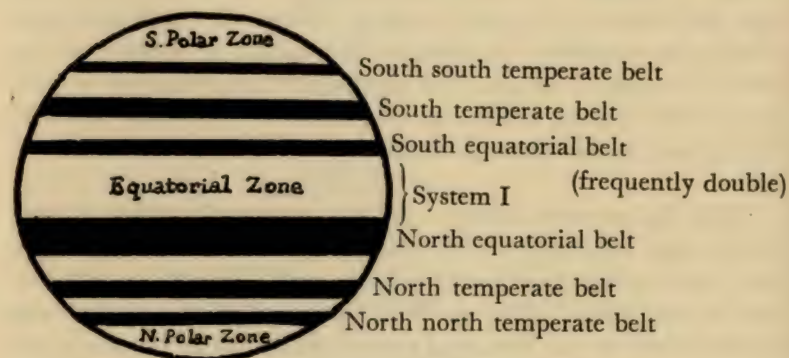 S. Polar Zone
South south temperate belt
South temperate belt
South equatorial belt
(frequently double)
Equatorial Zone
System I
North equatorial belt
North temperate belt
North north temperate belt
N. Polar Zone